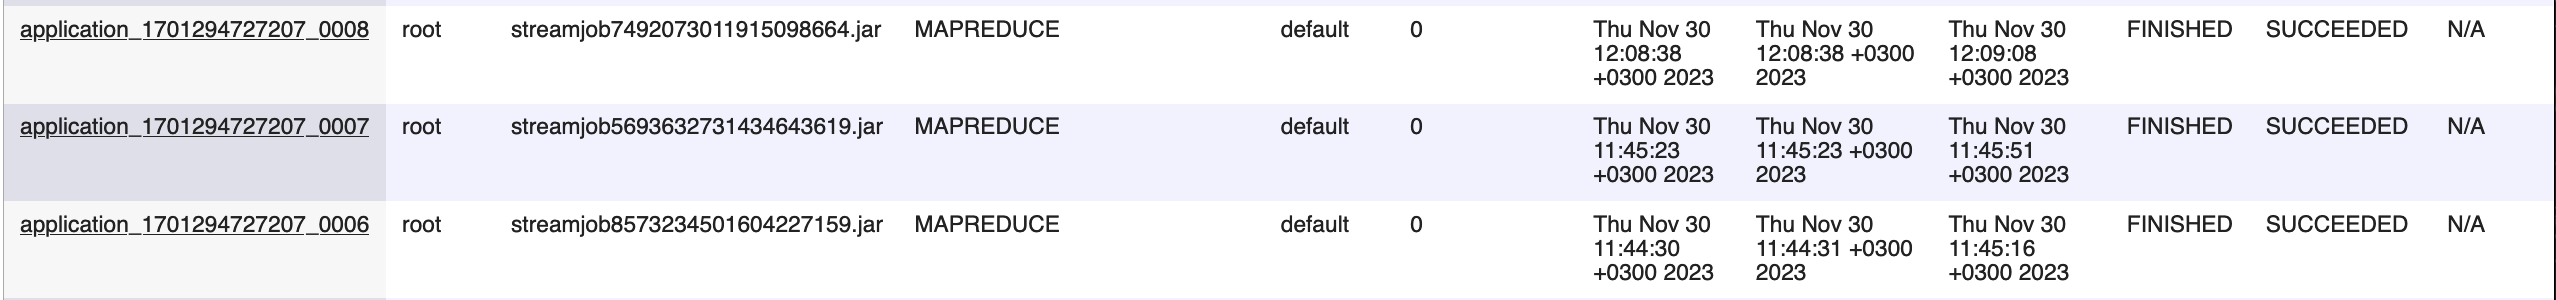 application_1701294727207_0008 root streamjob7492073011915098664.jar MAPREDUCE default 0 Thu Nov 30 Thu Nov 30 Thu Nov 30 FINISHED SUCCEEDED N/A
12:08:38 12:08:38 +0300 12:09:08
+0300 2023 2023 +0300 2023
application_1701294727207_0007 root streamjob5693632731434643619.jar MAPREDUCE default 0 Thu Nov 30 Thu Nov 30 Thu Nov 30 FINISHED SUCCEEDED N/A
11:45:23 11:45:23 +0300 11:45:51
+0300 2023 2023 +0300 2023
application_1701294727207_0006 root streamjob8573234501604227159.jar MAPREDUCE default 0 Thu Nov 30 Thu Nov 30 Thu Nov 30 FINISHED SUCCEEDED N/A
11:44:30 11:44:31 +0300 11:45:16
+0300 2023 2023 +0300 2023